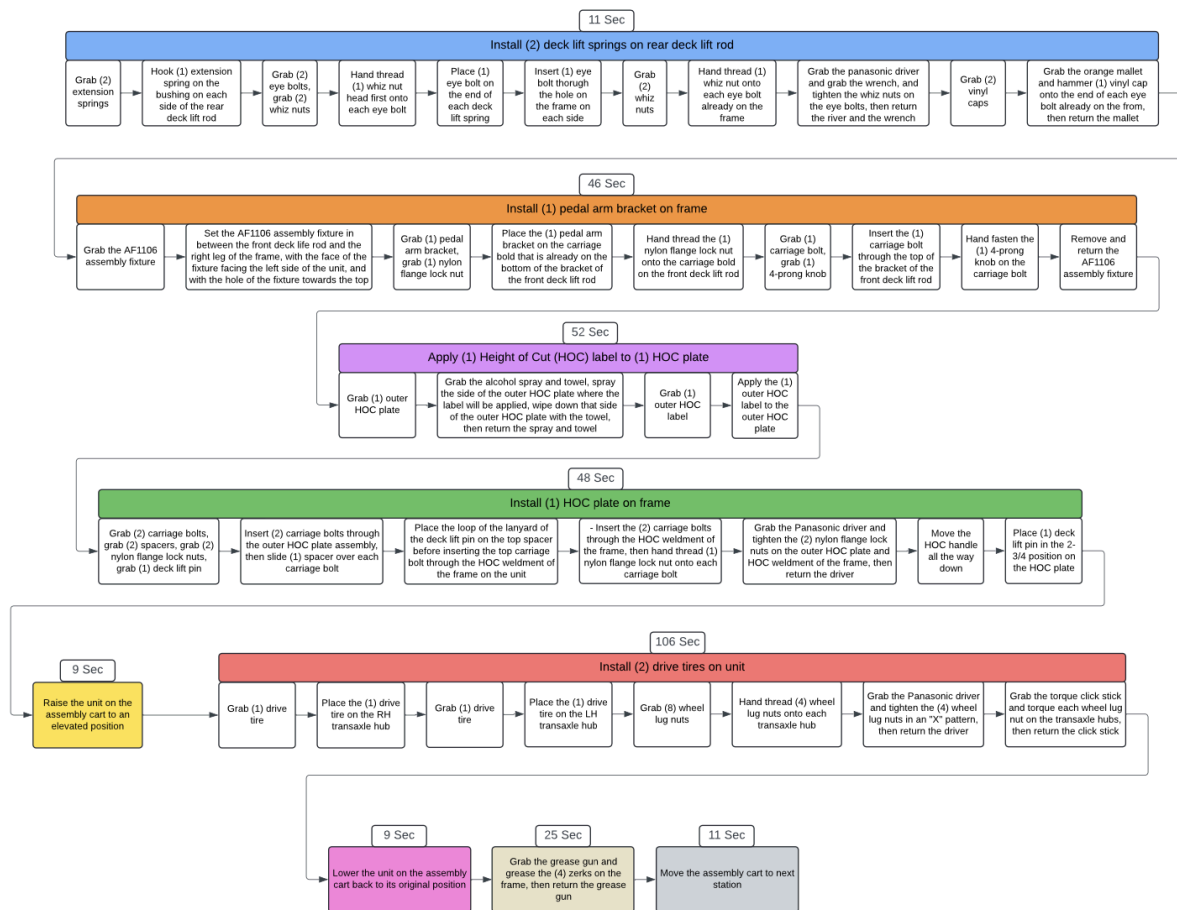 11 Sec
Install (2) deck lift springs on rear deck lift rod
Grab (2)
extension
springs
Hook (1) extension
spring on the
bushing on each
side of the rear
deck lift rod
Grab (2)
eye bolts,
grab (2)
whiz nuts
Hand thread
(1) whiz nut
head first onto
each eye bolt
Place (1)
eye bolt on
the end of
each deck
lift spring
Insert (1) eye
bolt thorugh
the hole on
the frame on
each side
Grab
(2)
whiz
nuts
Hand thread (1)
whiz nut onto
each eye bolt
already on the
frame
Grab the panasonic driver
and grab the wrench, and
tighten the whiz nuts on
the eye bolts, then return
the river and the wrench
Grab (2)
vinyl
caps
Grab the orange mallet
and hammer (1) vinyl cap
onto the end of each eye
bolt already on the from,
then return the mallet
46 Sec
Install (1) pedal arm bracket on frame
Grab the AF1106
assembly fixture
Set the AF1106 assembly fixture in
between the front deck life rod and the
right leg of the frame, with the face of the
fixture facing the left side of the unit, and
with the hole of the fixture towards the top
Grab (1) pedal
arm bracket,
grab (1) nylon
flange lock nut
Place the (1) pedal arm
bracket on the carriage
bold that is already on the
bottom of the bracket of
the front deck lift rod
Hand thread the (1)
nylon flange lock nut
onto the carriage bold
on the front deck lift rod
Grab (1)
carriage bolt,
grab (1)
4-prong knob
Insert the (1)
carriage bolt
through the top of
the bracket of the
front deck lift rod
Hand fasten the
(1) 4-prong
knob on the
carriage bolt
Remove and
return the
AF1106
assembly fixture
52 Sec
Apply (1) Height of Cut (HOC) label to (1) HOC plate
Grab (1) outer
HOC plate
Grab the alcohol spray and towel, spray
the side of the outer HOC plate where the
label will be applied, wipe down that side
of the outer HOC plate with the towel,
then return the spray and towel
Grab (1)
outer HOC
label
Apply the (1)
outer HOC
label to the
outer HOC
plate
48 Sec
Install (1) HOC plate on frame
Grab (2) carriage bolts,
grab (2) spacers, grab (2)
nylon flange lock nuts,
grab (1) deck lift pin
Insert (2) carriage bolts through
the outer HOC plate assembly,
then slide (1) spacer over each
carriage bolt
Place the loop of the lanyard of
the deck lift pin on the top spacer
before inserting the top carriage
bolt through the HOC weldment of
the frame on the unit
- Insert the (2) carriage bolts
through the HOC weldment of
the frame, then hand thread (1)
nylon flange lock nut onto each
carriage bolt
Grab the Panasonic driver and
tighten the (2) nylon flange lock
nuts on the outer HOC plate and
HOC weldment of the frame, then
return the driver
Move the
HOC handle
all the way
down
Place (1) deck
lift pin in the 2-
3/4 position on
the HOC plate
9 Sec
Raise the unit on the
assembly cart to an
elevated position
106 Sec
Install (2) drive tires on unit
Grab (1) drive
tire
Place the (1) drive
tire on the RH
transaxle hub
Grab (1) drive
tire
Place the (1) drive
tire on the LH
transaxle hub
Grab (8) wheel
lug nuts
Hand thread (4) wheel
lug nuts onto each
transaxle hub
Grab the Panasonic driver
and tighten the (4) wheel
lug nuts in an "X" pattern,
then return the driver
Grab the torque click stick
and torque each wheel lug
nut on the transaxle hubs,
then return the click stick
9 Sec
Lower the unit on the assembly
cart back to its original position
25 Sec
Grab the grease gun and
grease the (4) zerks on the
frame, then return the grease
gun
11 Sec
Move the assembly cart to next
station